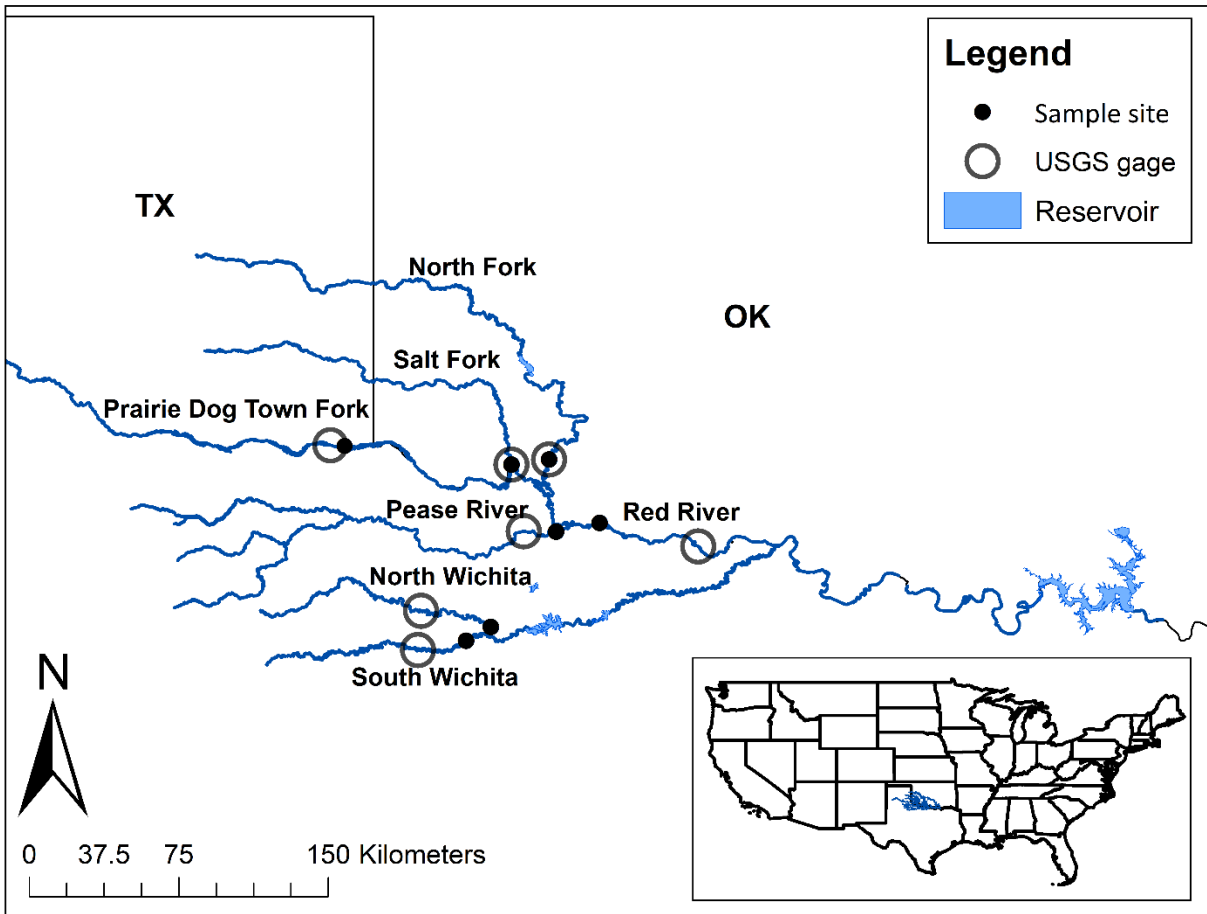 Legend
Sample site
USGS gage
Reservoir
TX
North Fork
OK
Salt Fork
Prairie Dog Town Fork
Pease River
Red River
North Wichita
South Wichita
N
0 37.5 75 150 Kilometers